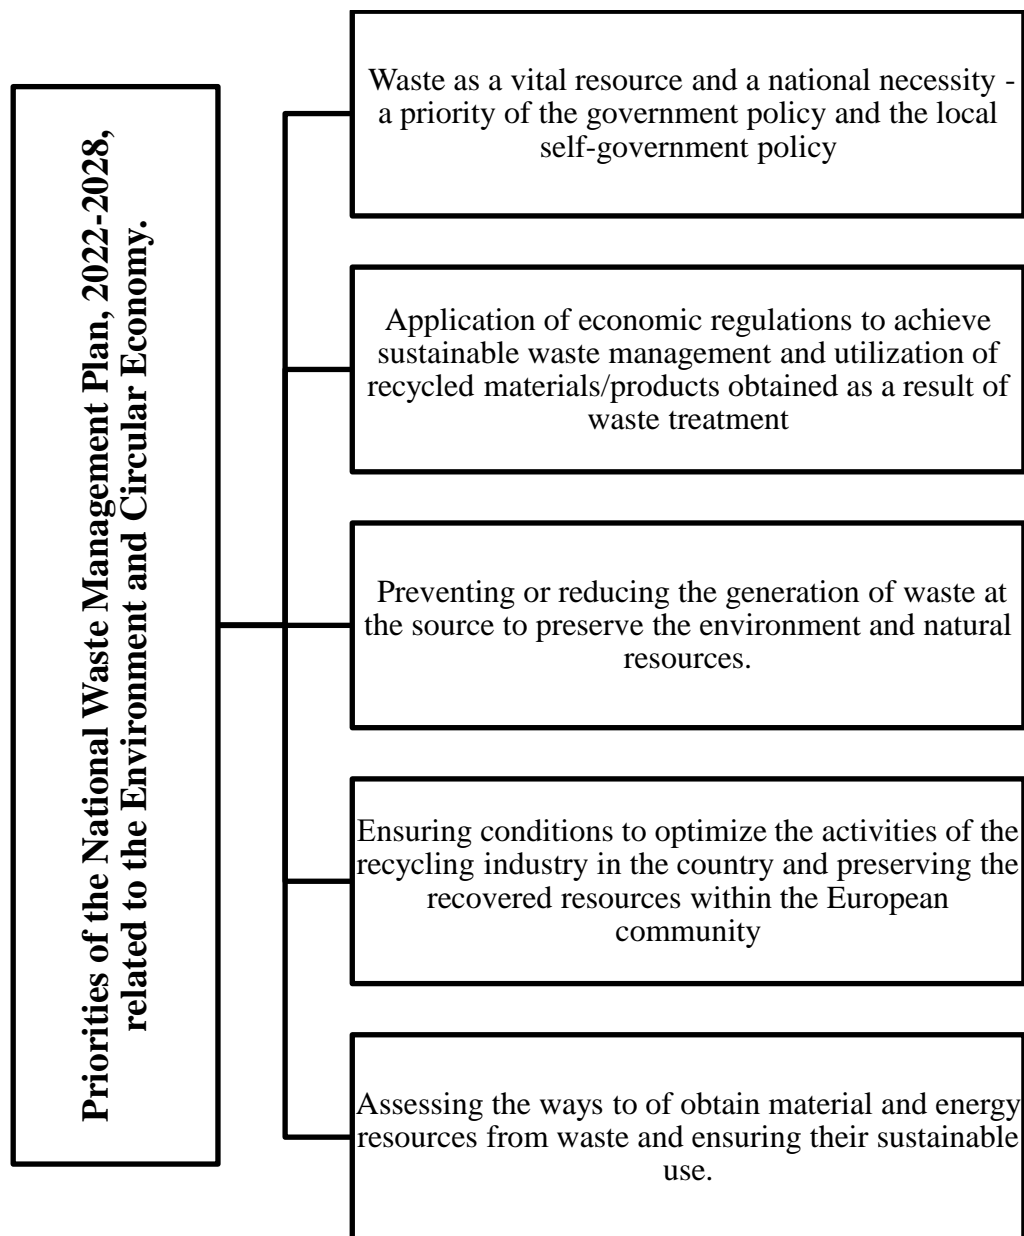 Priorities of the National Waste Management Plan, 2022-2028,
related to the Environment and Circular Economy.
Waste as a vital resource and a national necessity -
a priority of the government policy and the local
self-government policy
Application of economic regulations to achieve
sustainable waste management and utilization of
recycled materials/products obtained as a result of
waste treatment
Preventing or reducing the generation of waste at
the source to preserve the environment and natural
resources.
Ensuring conditions to optimize the activities of the
recycling industry in the country and preserving the
recovered resources within the European
community
Assessing the ways to of obtain material and energy
resources from waste and ensuring their sustainable
use.